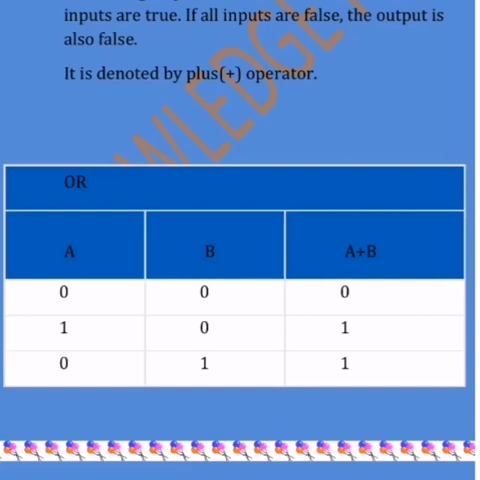 inputs are true. If all inputs are false, the output is
also false.
It is denoted by plus(+) operator.
OR
A B A+B
0 0 0
1 0 1
0 1 1